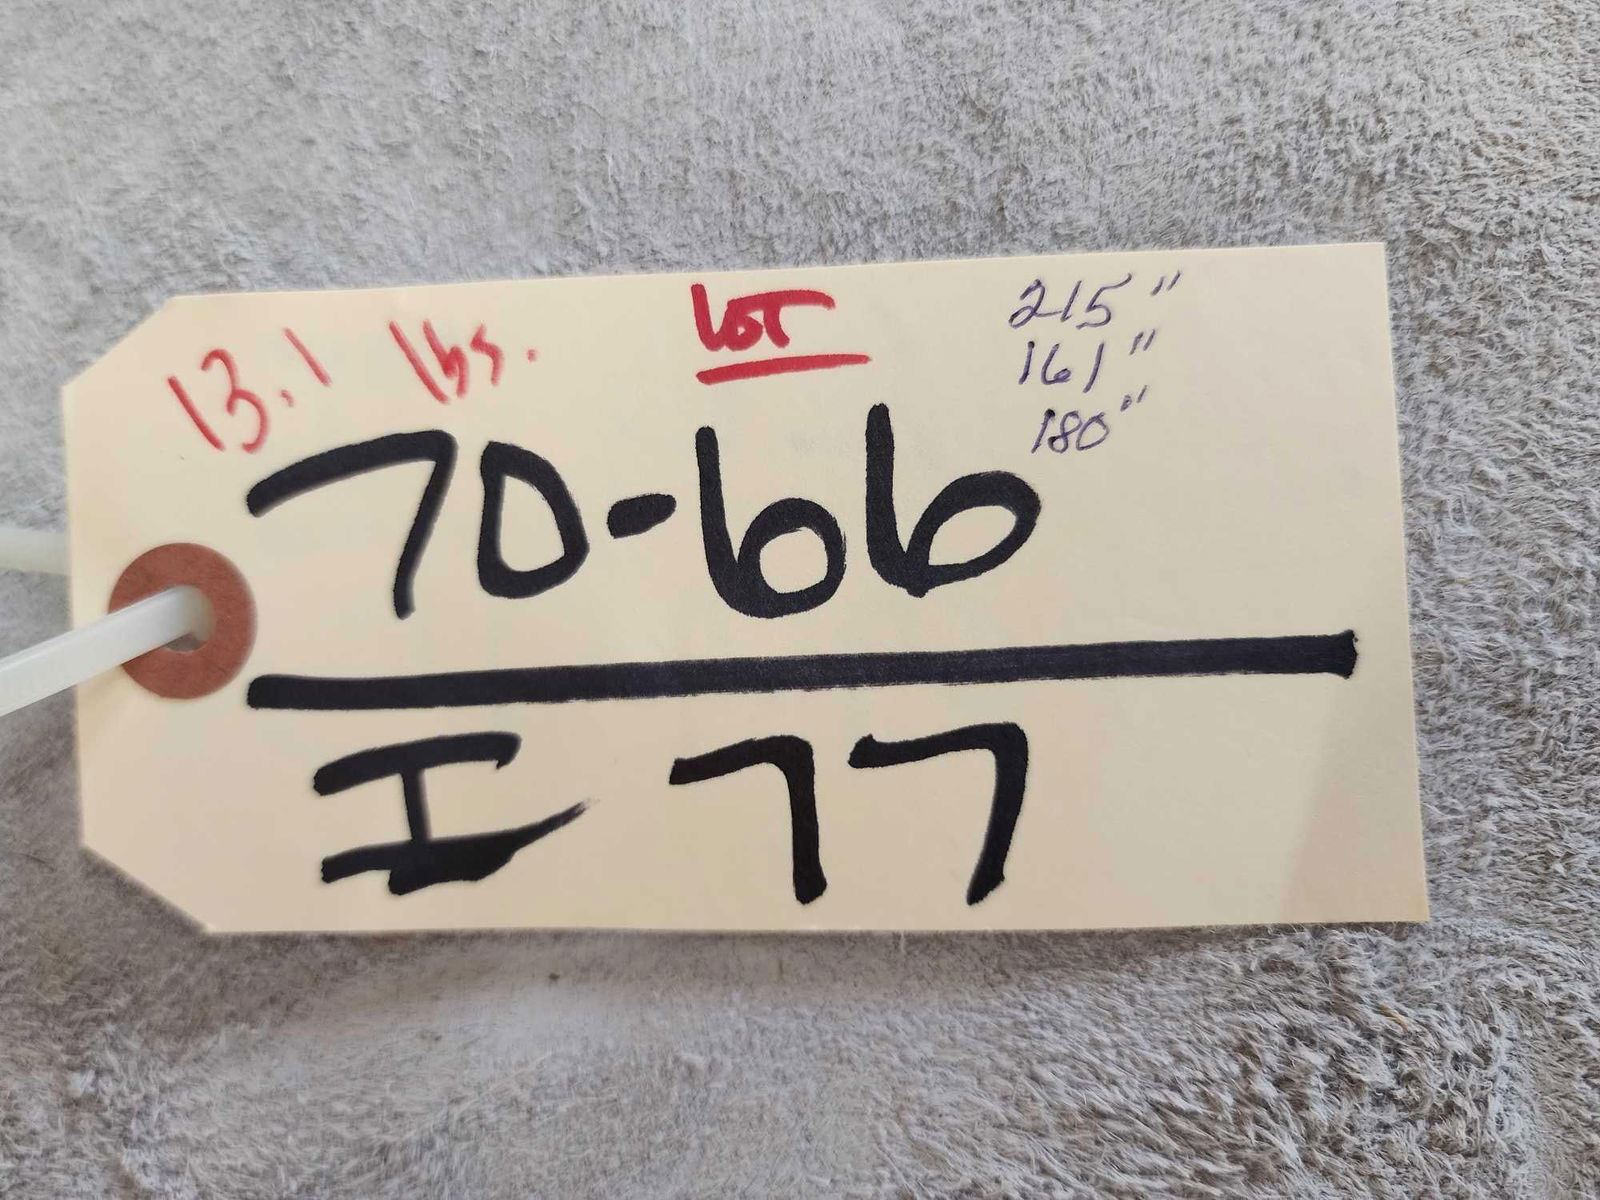 13.1 lbs.
LOT
215"
161"
180"
70-66
I 77